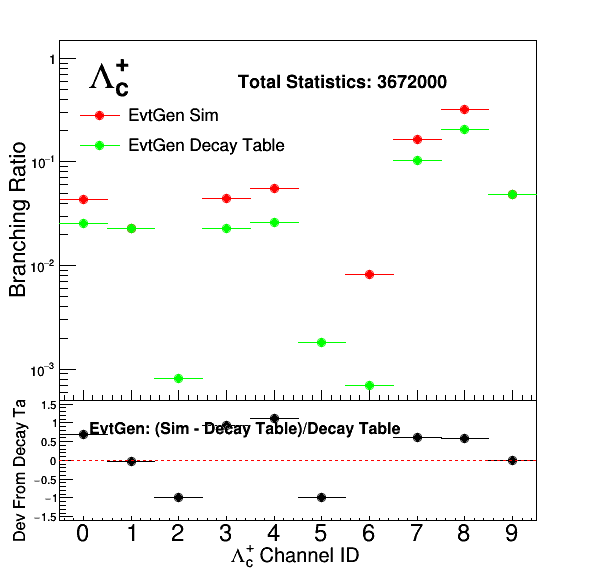 Λc+
Total Statistics: 3672000
EvtGen Sim
EvtGen Decay Table
Branching Ratio
1
10−1
10−2
10−3
EvtGen: (Sim - Decay Table)/Decay Table
Dev From Decay Ta
1.5
1
0.5
0
−0.5
−1
−1.5
0 1 2 3 4 5 6 7 8 9
Λc+ Channel ID